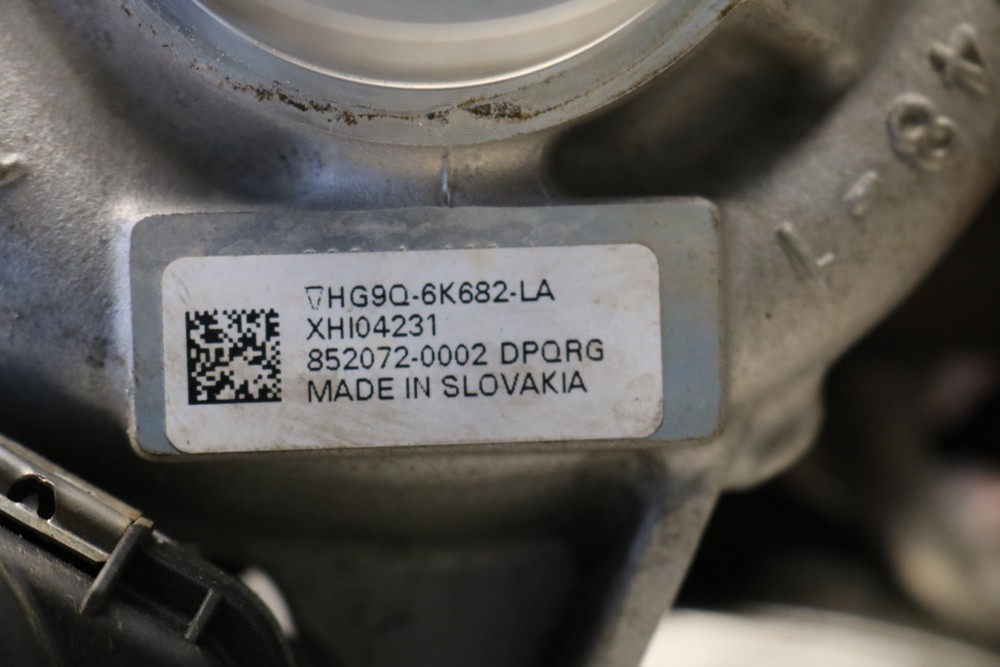 ▽HG9Q-6K682-LA
XHI04231
852072-0002 DPQRG
MADE IN SLOVAKIA